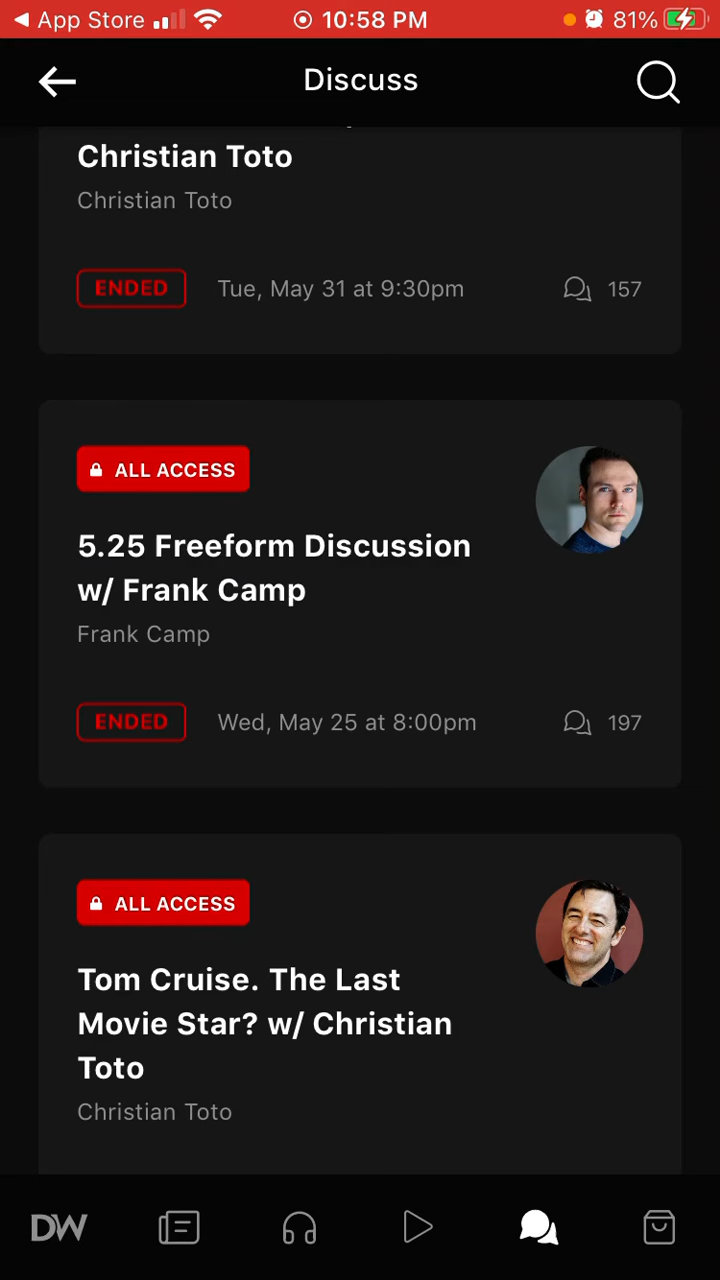 App Store 10:58 PM 81%
Discuss
Christian Toto
Christian Toto
ENDED Tue, May 31 at 9:30pm 157
ALL ACCESS
5.25 Freeform Discussion
w/ Frank Camp
Frank Camp
ENDED Wed, May 25 at 8:00pm 197
ALL ACCESS
Tom Cruise. The Last
Movie Star? w/ Christian
Toto
Christian Toto
DW